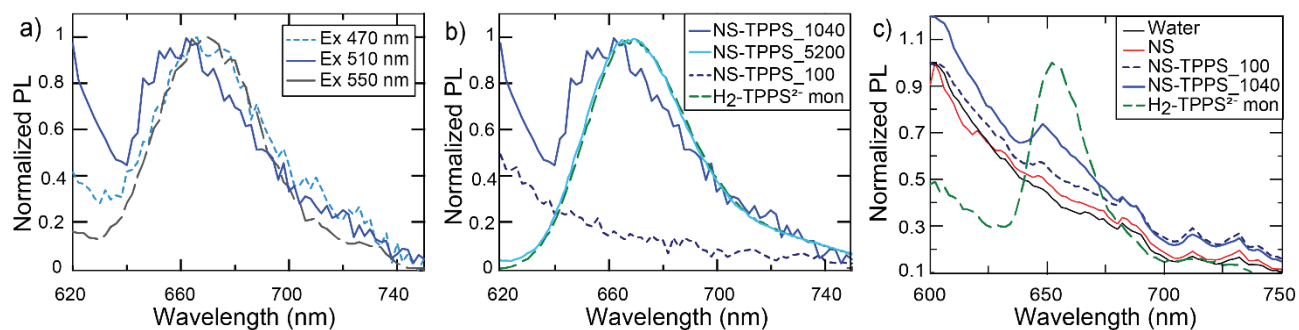 a)
Normalized PL
1
0.8
0.6
0.4
0.2
0
620
660
700
740
Wavelength (nm)
Ex 470 nm
Ex 510 nm
Ex 550 nm
b)
Normalized PL
1
0.8
0.6
0.4
0.2
0
620
660
700
740
Wavelength (nm)
NS-TPPS_1040
NS-TPPS_5200
NS-TPPS_100
H₂-TPPS²⁻ mon
c)
Normalized PL
1.1
0.9
0.7
0.5
0.3
0.1
600
650
700
750
Wavelength (nm)
Water
NS
NS-TPPS_100
NS-TPPS_1040
H₂-TPPS²⁻ mon